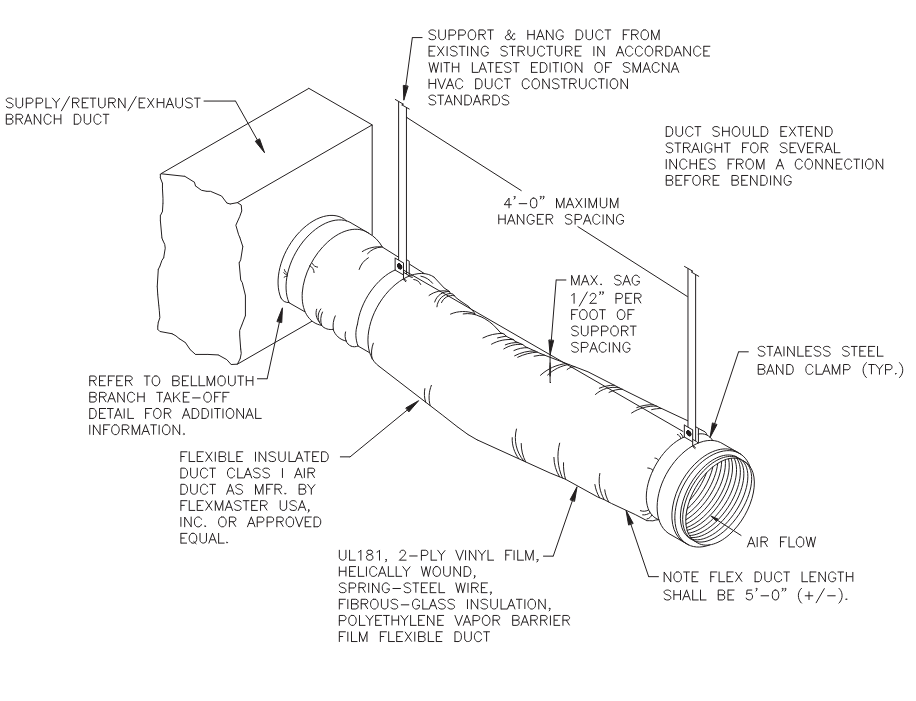 SUPPORT & HANG DUCT FROM
EXISTING STRUCTURE IN ACCORDANCE
WITH LATEST EDITION OF SMACNA
HVAC DUCT CONSTRUCTION
STANDARDS
SUPPLY/RETURN/EXHAUST
BRANCH DUCT
DUCT SHOULD EXTEND
STRAIGHT FOR SEVERAL
INCHES FROM A CONNECTION
BEFORE BENDING
4'-0" MAXIMUM
HANGER SPACING
MAX. SAG
1/2" PER
FOOT OF
SUPPORT
SPACING
STAINLESS STEEL
BAND CLAMP (TYP.)
REFER TO BELLMOUTH
BRANCH TAKE-OFF
DETAIL FOR ADDITIONAL
INFORMATION.
FLEXIBLE INSULATED
DUCT CLASS I AIR
DUCT AS MFR. BY
FLEXMASTER USA,
INC. OR APPROVED
EQUAL.
AIR FLOW
UL181, 2-PLY VINYL FILM,
HELICALLY WOUND,
SPRING-STEEL WIRE,
FIBROUS-GLASS INSULATION,
POLYETHYLENE VAPOR BARRIER
FILM FLEXIBLE DUCT
NOTE FLEX DUCT LENGTH
SHALL BE 5'-0" (+/-).